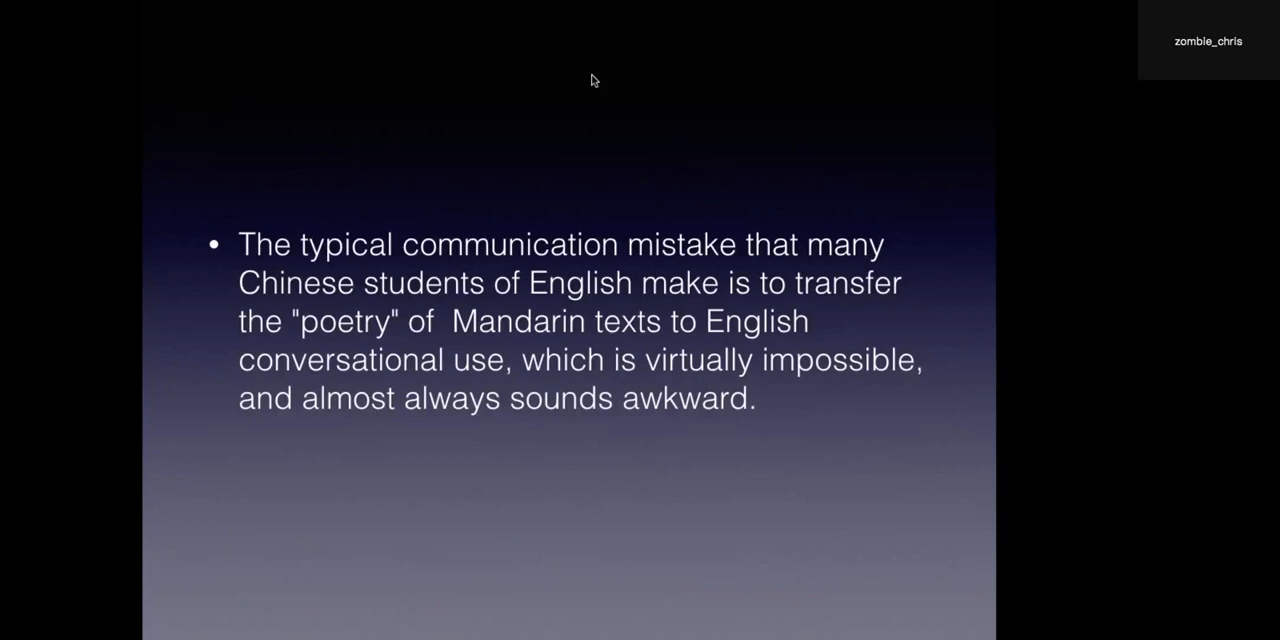 zombie_chris
• The typical communication mistake that many
Chinese students of English make is to transfer
the "poetry" of  Mandarin texts to English
conversational use, which is virtually impossible,
and almost always sounds awkward.